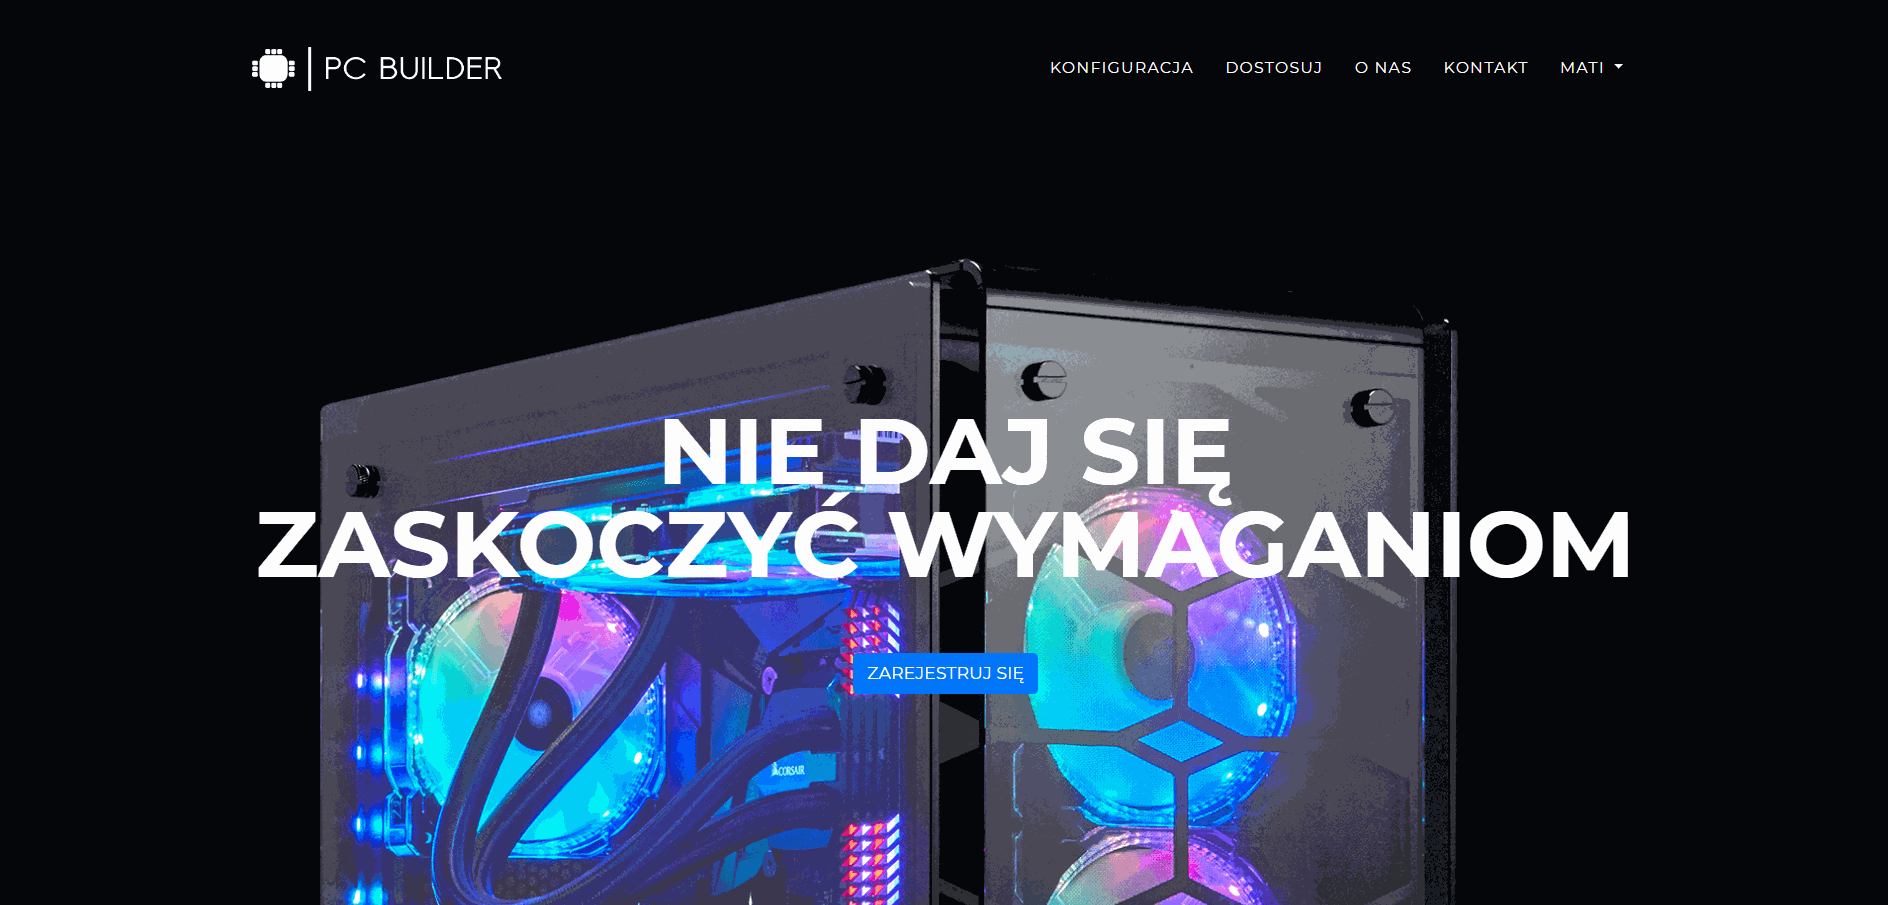 PC BUILDER
KONFIGURACJA DOSTOSUJ O NAS KONTAKT MATI
NIE DAJ SIĘ
ZASKOCZYĆ WYMAGANIOM
ZAREJESTRUJ SIĘ
CORSAIR